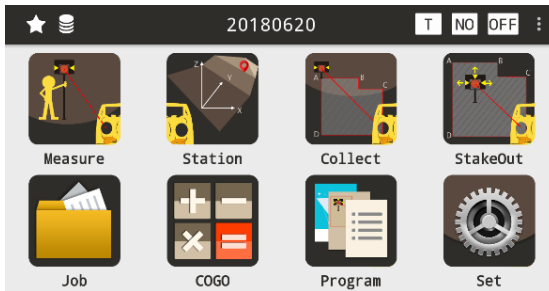 20180620 T NO OFF
Z Y X
A B C D
A B C D
Measure Station Collect StakeOut
Job COGO Program Set